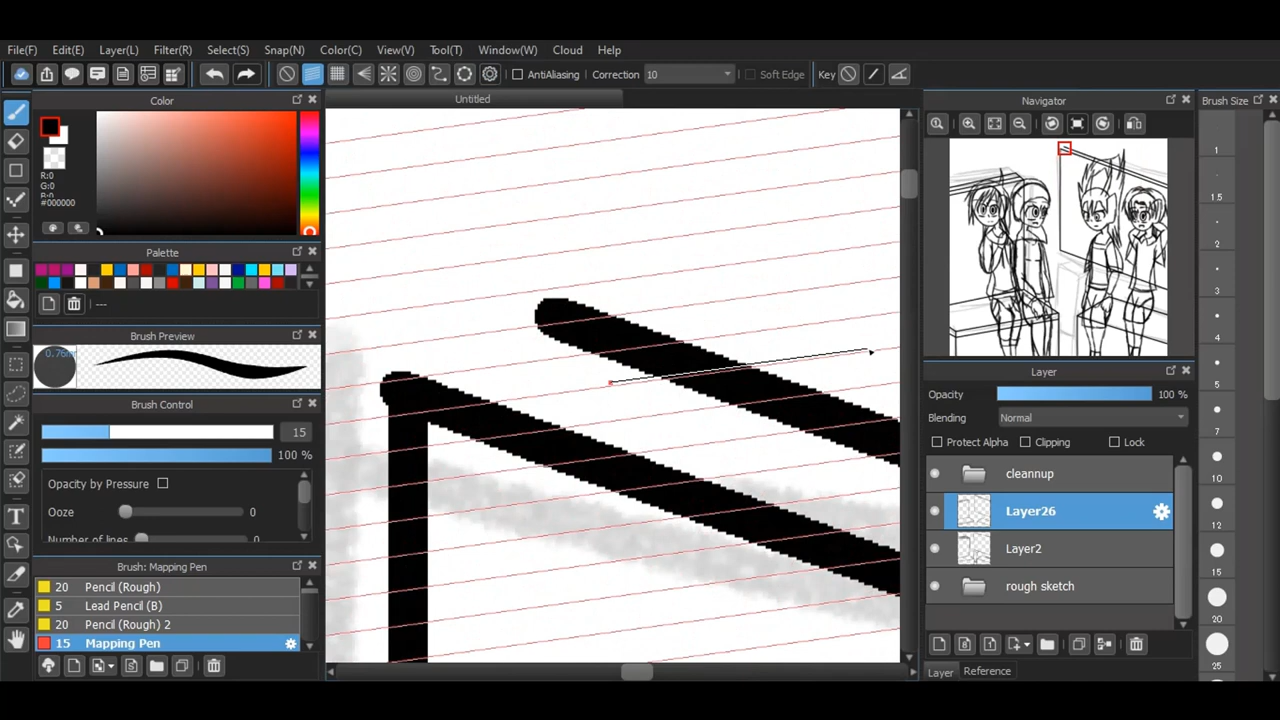 File(F) Edit(E) Layer(L) Filter(R) Select(S) Snap(N) Color(C) View(V) Tool(T) Window(W) Cloud Help
AntiAliasing Correction 10 Soft Edge Key
Color
R:0
G:0
#000000
Palette
---
Brush Preview
Brush Control
15
100 %
Opacity by Pressure
Ooze 0
Number of lines 0
Brush: Mapping Pen
20 Pencil (Rough)
5 Lead Pencil (B)
20 Pencil (Rough) 2
15 Mapping Pen
Untitled
Navigator
Layer
Opacity 100 %
Blending Normal
Protect Alpha Clipping Lock
cleannup
Layer26
Layer2
rough sketch
Layer Reference
Brush Size
1
1.5
2
3
4
5
7
10
12
15
20
25